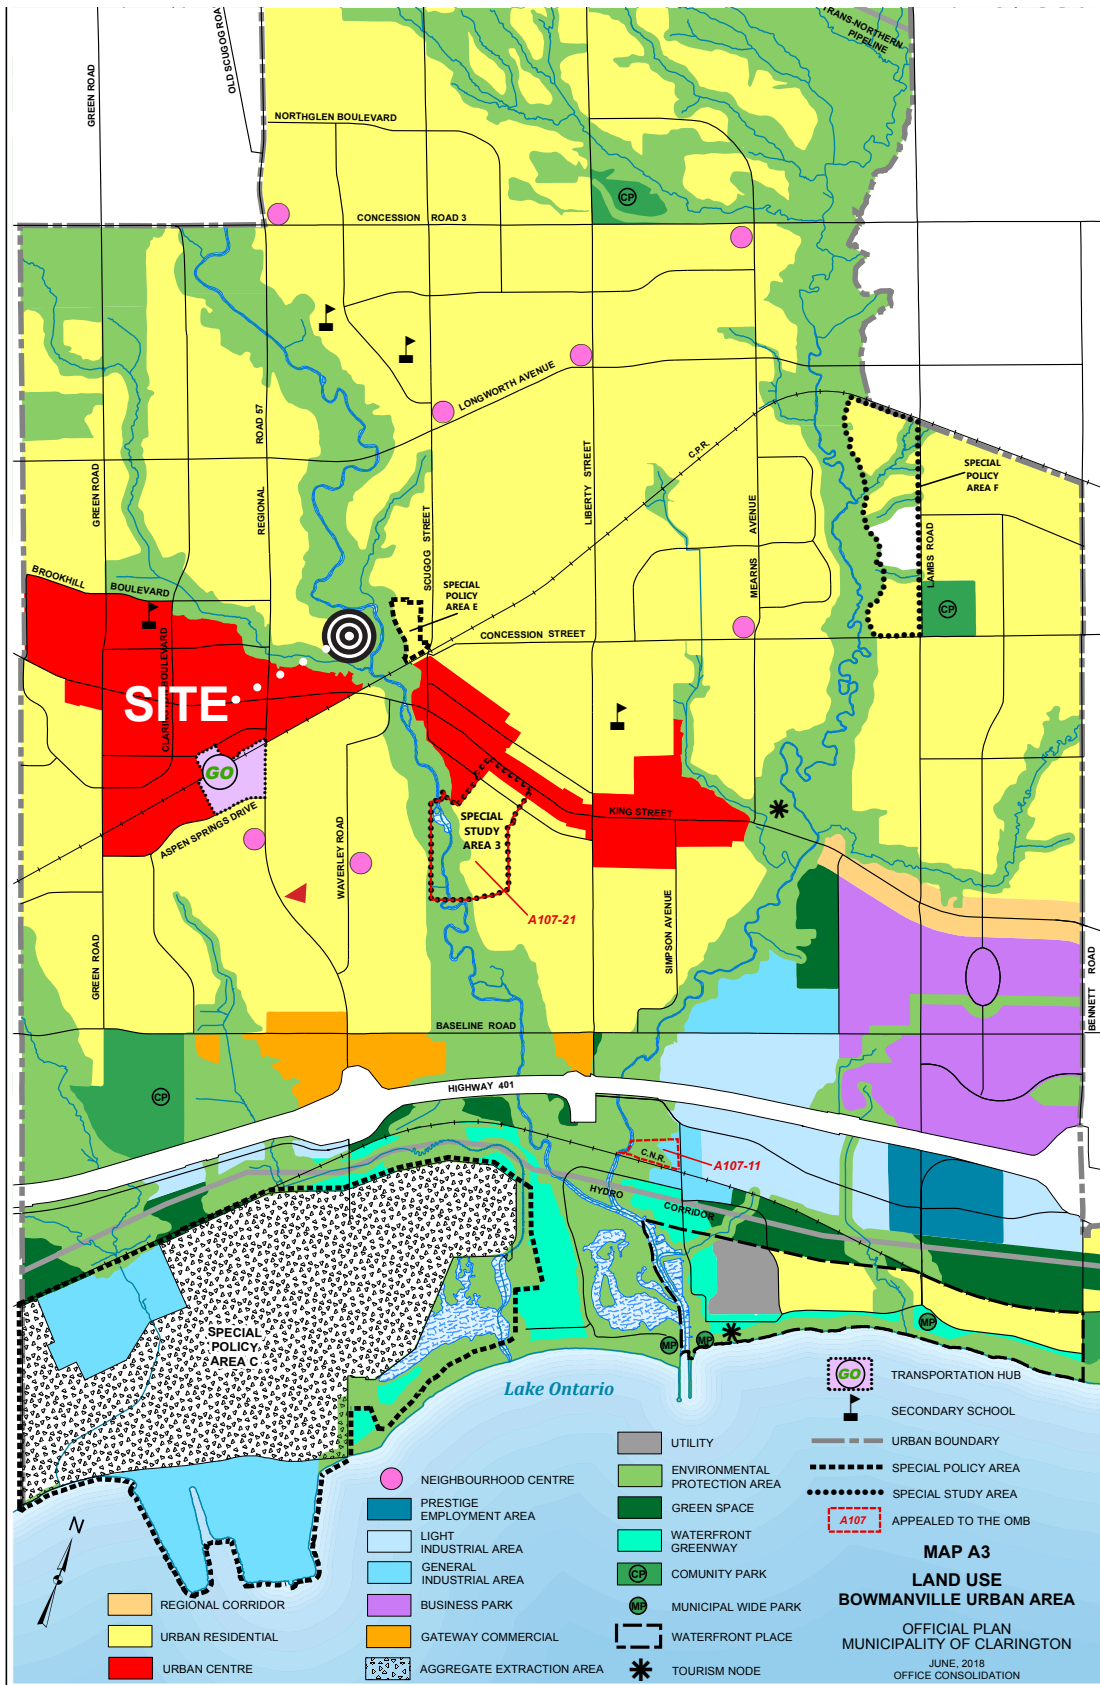 TRANS-NORTHERN
PIPELINE
GREEN ROAD
OLD SCUGOG ROAD
NORTHGLEN BOULEVARD
CP
CONCESSION ROAD 3
LONGWORTH AVENUE
REGIONAL ROAD 57
C.P.R.
LIBERTY STREET
SPECIAL
POLICY
AREA F
GREEN ROAD
SCUGOG STREET
MEARNS AVENUE
LAMBS ROAD
BROOKHILL BOULEVARD
SPECIAL
POLICY
AREA E
CP
CONCESSION STREET
CLARINGTON BOULEVARD
SITE
GO
ASPEN SPRINGS DRIVE
WAVERLEY ROAD
KING STREET
SPECIAL
STUDY
AREA 3
A107-21
SIMPSON AVENUE
GREEN ROAD
BENNETT ROAD
BASELINE ROAD
HIGHWAY 401
CP
C.N.R.
A107-11
HYDRO
CORRIDOR
SPECIAL
POLICY
AREA C
MP
MP
MP
Lake Ontario
GO
TRANSPORTATION HUB
SECONDARY SCHOOL
UTILITY
URBAN BOUNDARY
NEIGHBOURHOOD CENTRE
ENVIRONMENTAL
PROTECTION AREA
SPECIAL POLICY AREA
SPECIAL STUDY AREA
PRESTIGE
EMPLOYMENT AREA
GREEN SPACE
A107
APPEALED TO THE OMB
N
LIGHT
INDUSTRIAL AREA
WATERFRONT
GREENWAY
MAP A3
LAND USE
BOWMANVILLE URBAN AREA
GENERAL
INDUSTRIAL AREA
CP
COMUNITY PARK
REGIONAL CORRIDOR
BUSINESS PARK
MP
MUNICIPAL WIDE PARK
URBAN RESIDENTIAL
GATEWAY COMMERCIAL
WATERFRONT PLACE
OFFICIAL PLAN
MUNICIPALITY OF CLARINGTON
URBAN CENTRE
AGGREGATE EXTRACTION AREA
TOURISM NODE
JUNE, 2018
OFFICE CONSOLIDATION